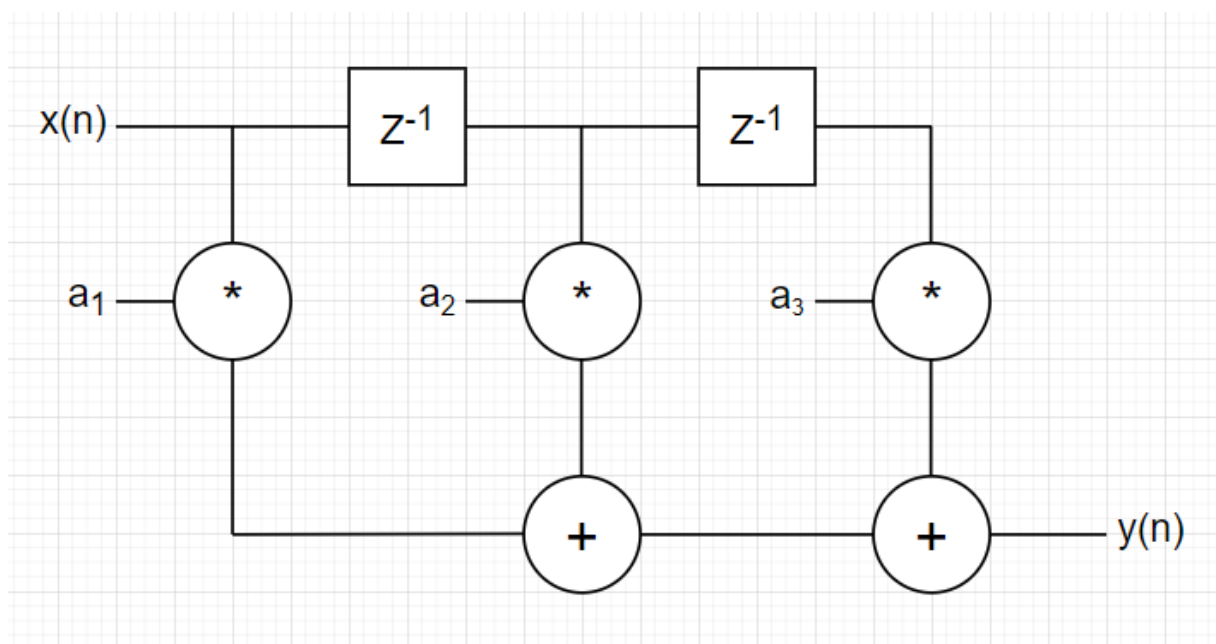 x(n)
Z⁻¹
Z⁻¹
a₁
*
a₂
*
a₃
*
+
+
y(n)